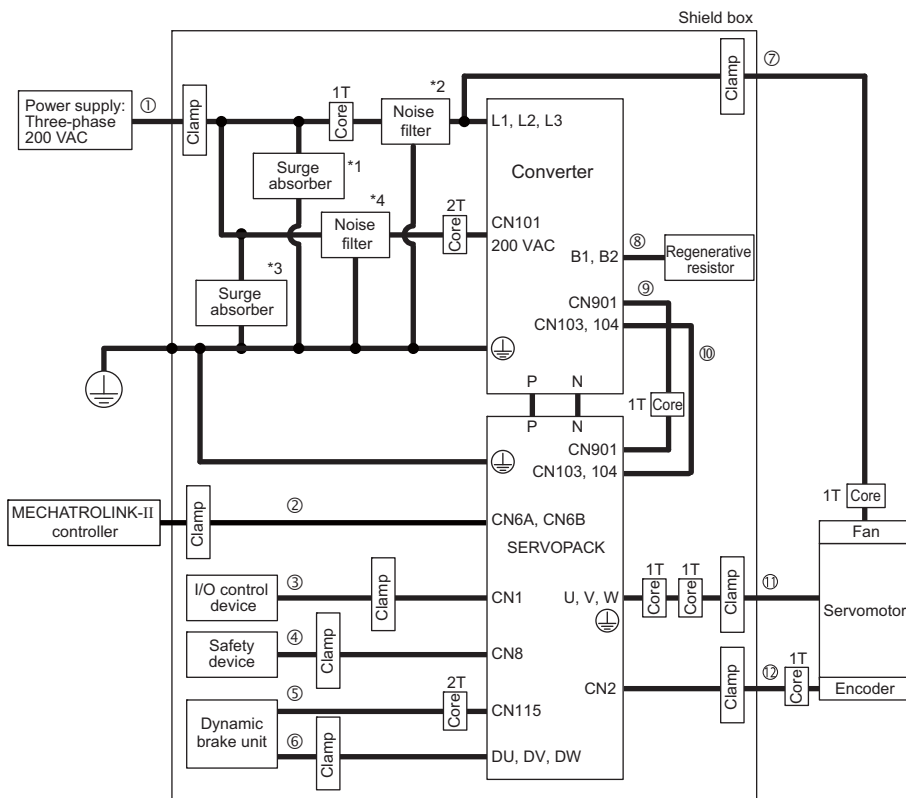 Shield box
⑦
Clamp
Power supply:
Three-phase
200 VAC
①
Clamp
1T
Core
*2
Noise
filter
L1, L2, L3
Converter
Surge
absorber
*1
*4
Noise
filter
2T
Core
CN101
200 VAC
B1, B2
⑧
Regenerative
resistor
Surge
absorber
*3
CN901
⑨
CN103, 104
⑩
P
N
1T
Core
P
N
CN901
CN103, 104
1T
Core
Fan
MECHATROLINK-II
controller
Clamp
②
CN6A, CN6B
SERVOPACK
I/O control
device
③
Clamp
CN1
U, V, W
1T
Core
1T
Core
Clamp
⑪
Servomotor
Safety
device
④
Clamp
CN8
CN2
Clamp
⑫
1T
Core
Encoder
Dynamic
brake unit
⑤
2T
Core
CN115
⑥
Clamp
DU, DV, DW